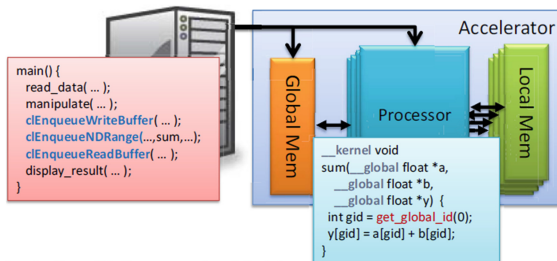 Accelerator
main() {
read_data( ... );
manipulate( ... );
clEnqueueWriteBuffer( ... );
clEnqueueNDRange(...,sum,...);
clEnqueueReadBuffer( ... );
display_result( ... );
}
Global Mem
Processor
Local Mem
__kernel void
sum(__global float *a,
__global float *b,
__global float *y) {
int gid = get_global_id(0);
y[gid] = a[gid] + b[gid];
}